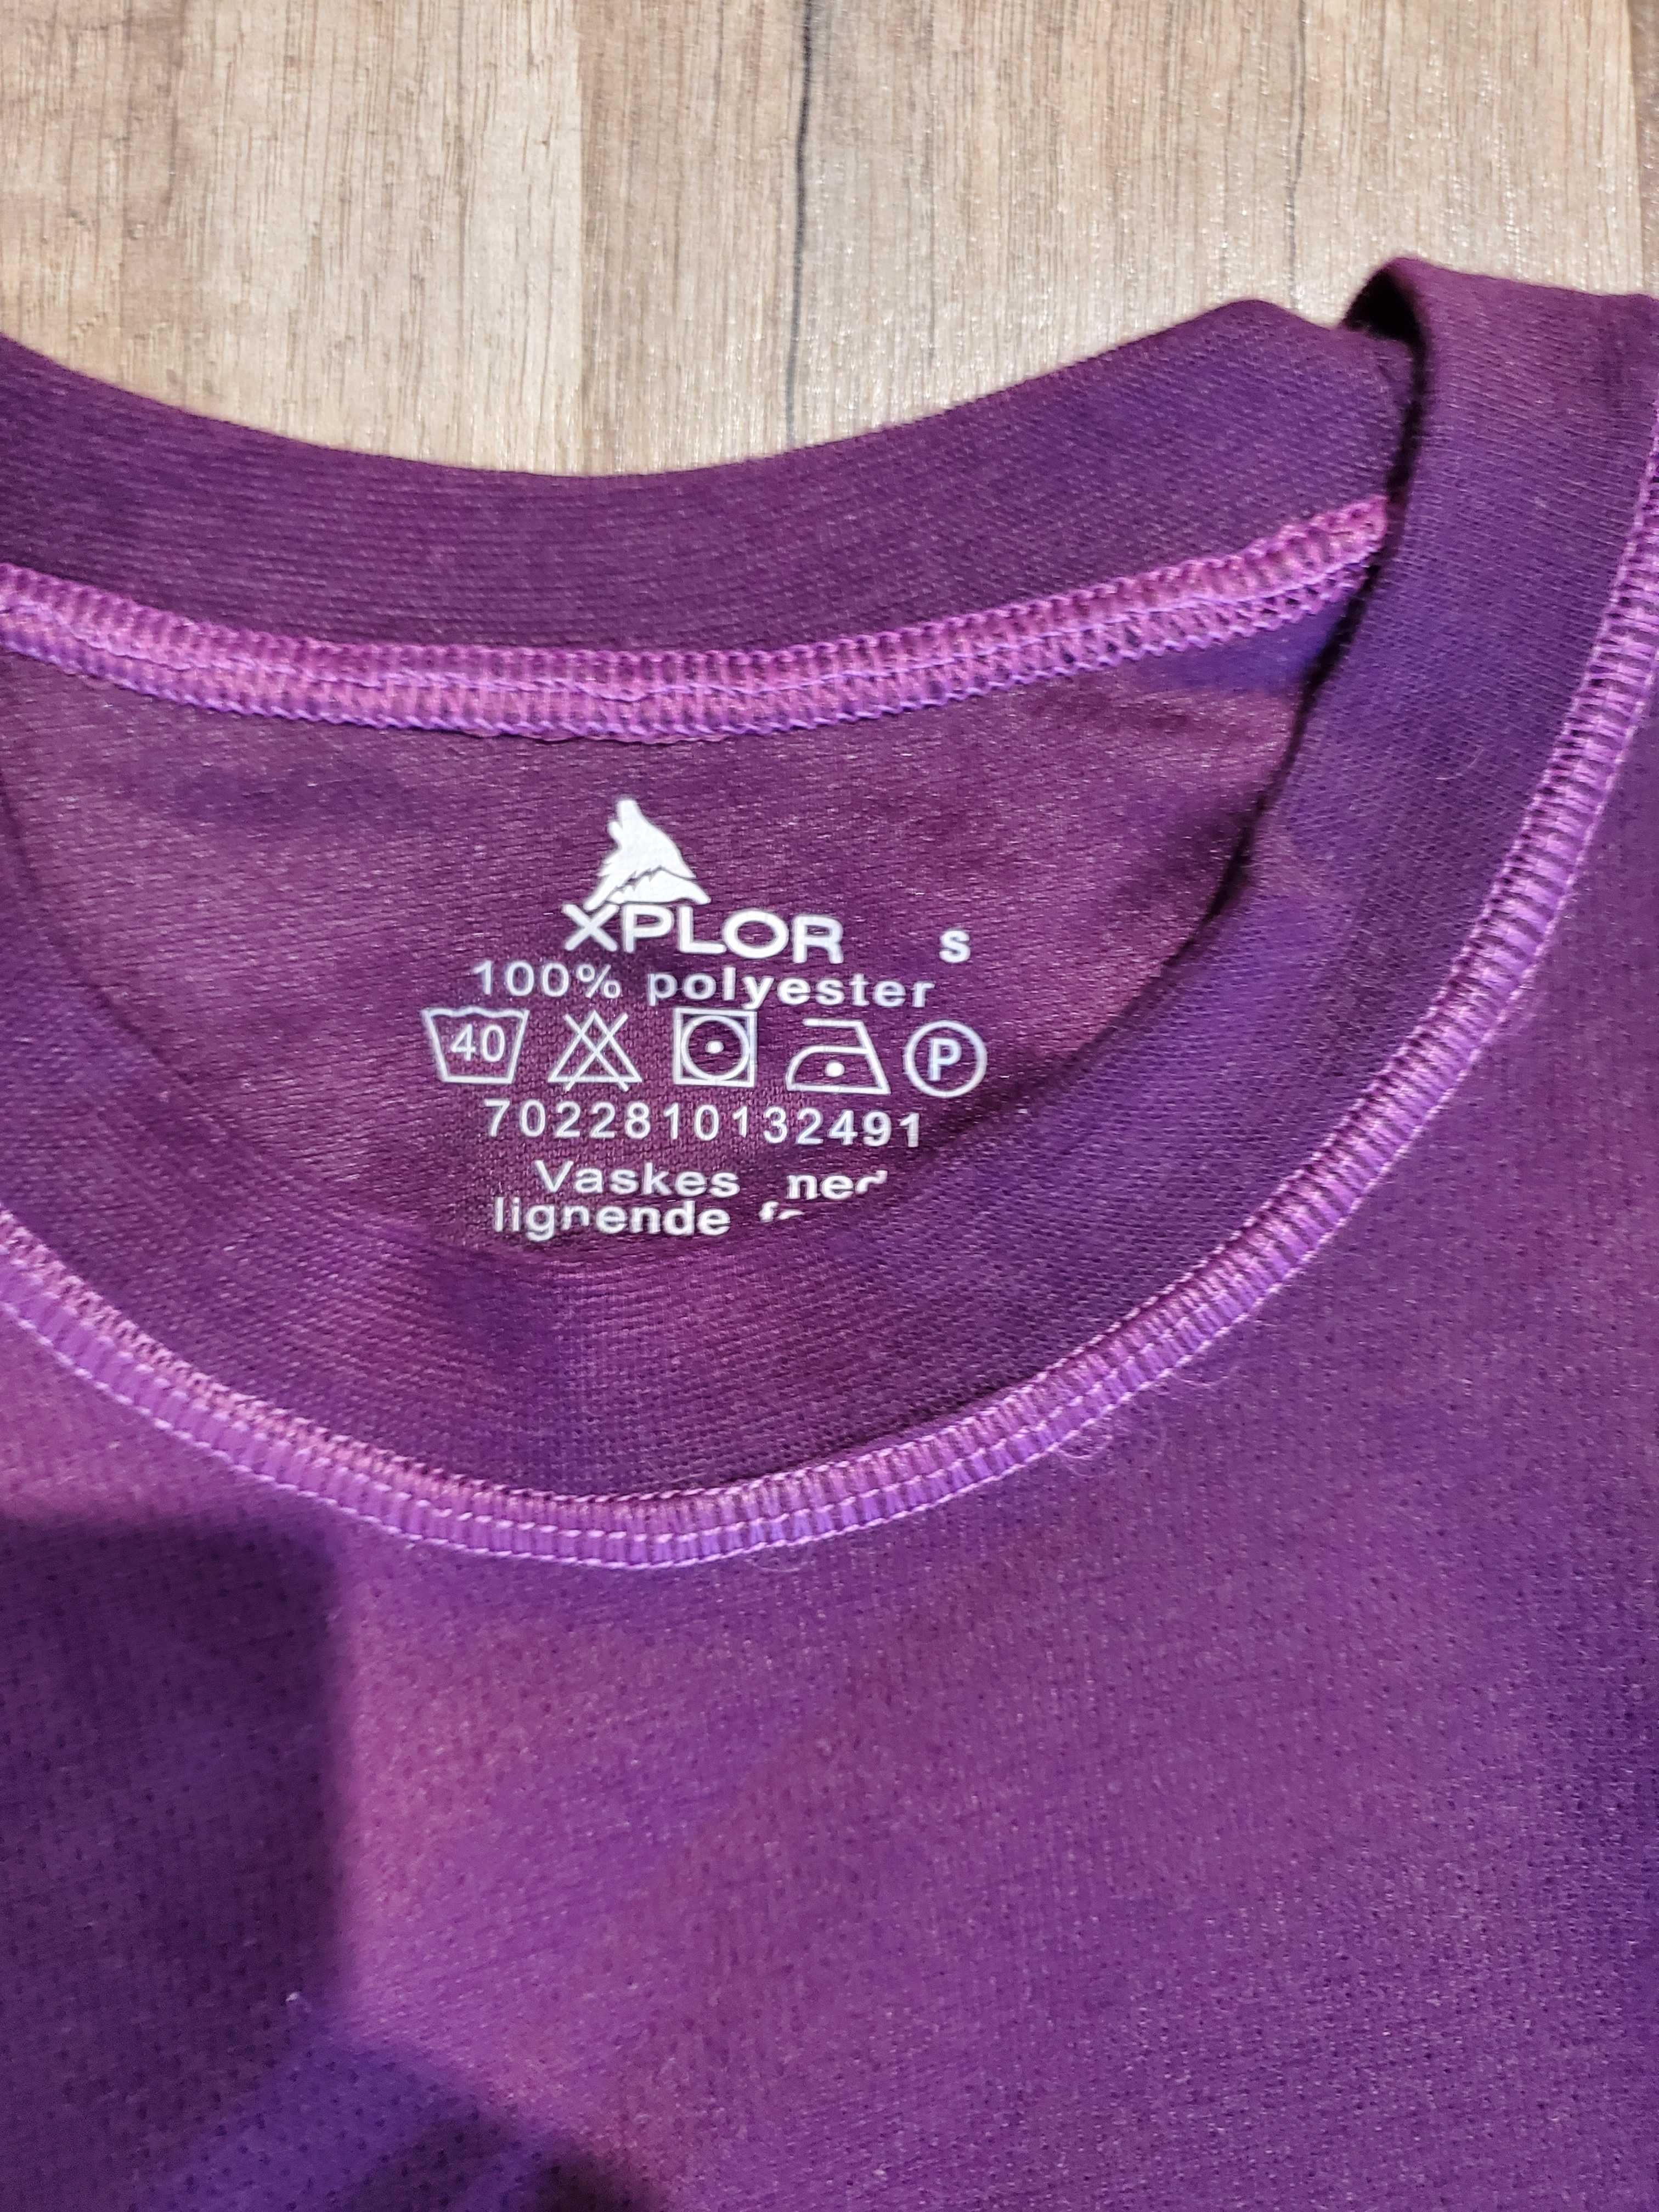 XPLOR S
100% polyester
40 P
7022810132491
Vaskes
lignende